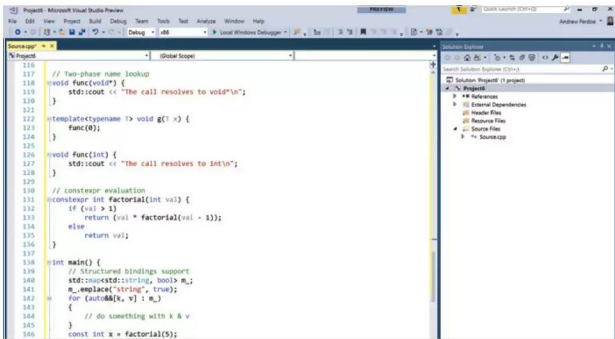 Project6 - Microsoft Visual Studio Preview
PREVIEW
Quick Launch (Ctrl+Q)
File Edit View Project Build Debug Team Tools Test Analyze Window Help
Andrew Pardoe
Debug x86 Local Windows Debugger
Source.cpp*
Project6 (Global Scope)
116
117 // Two-phase name lookup
118 void func(void*) {
119 std::cout << "The call resolves to void*\n";
120 }
121
122 template<typename T> void g(T x) {
123 func(0);
124 }
125
126 void func(int) {
127 std::cout << "The call resolves to int\n";
128 }
129
130 // constexpr evaluation
131 constexpr int factorial(int val) {
132 if (val > 1)
133 return (val * factorial(val - 1));
134 else
135 return val;
136 }
137
138 int main() {
139 // Structured bindings support
140 std::map<std::string, bool> m_;
141 m_.emplace("string", true);
142 for (auto&&[k, v] : m_)
143 {
144 // do something with k & v
145 }
146 const int x = factorial(5);
Solution Explorer
Search Solution Explorer (Ctrl+;)
Solution 'Project6' (1 project)
Project6
References
External Dependencies
Header Files
Resource Files
Source Files
Source.cpp